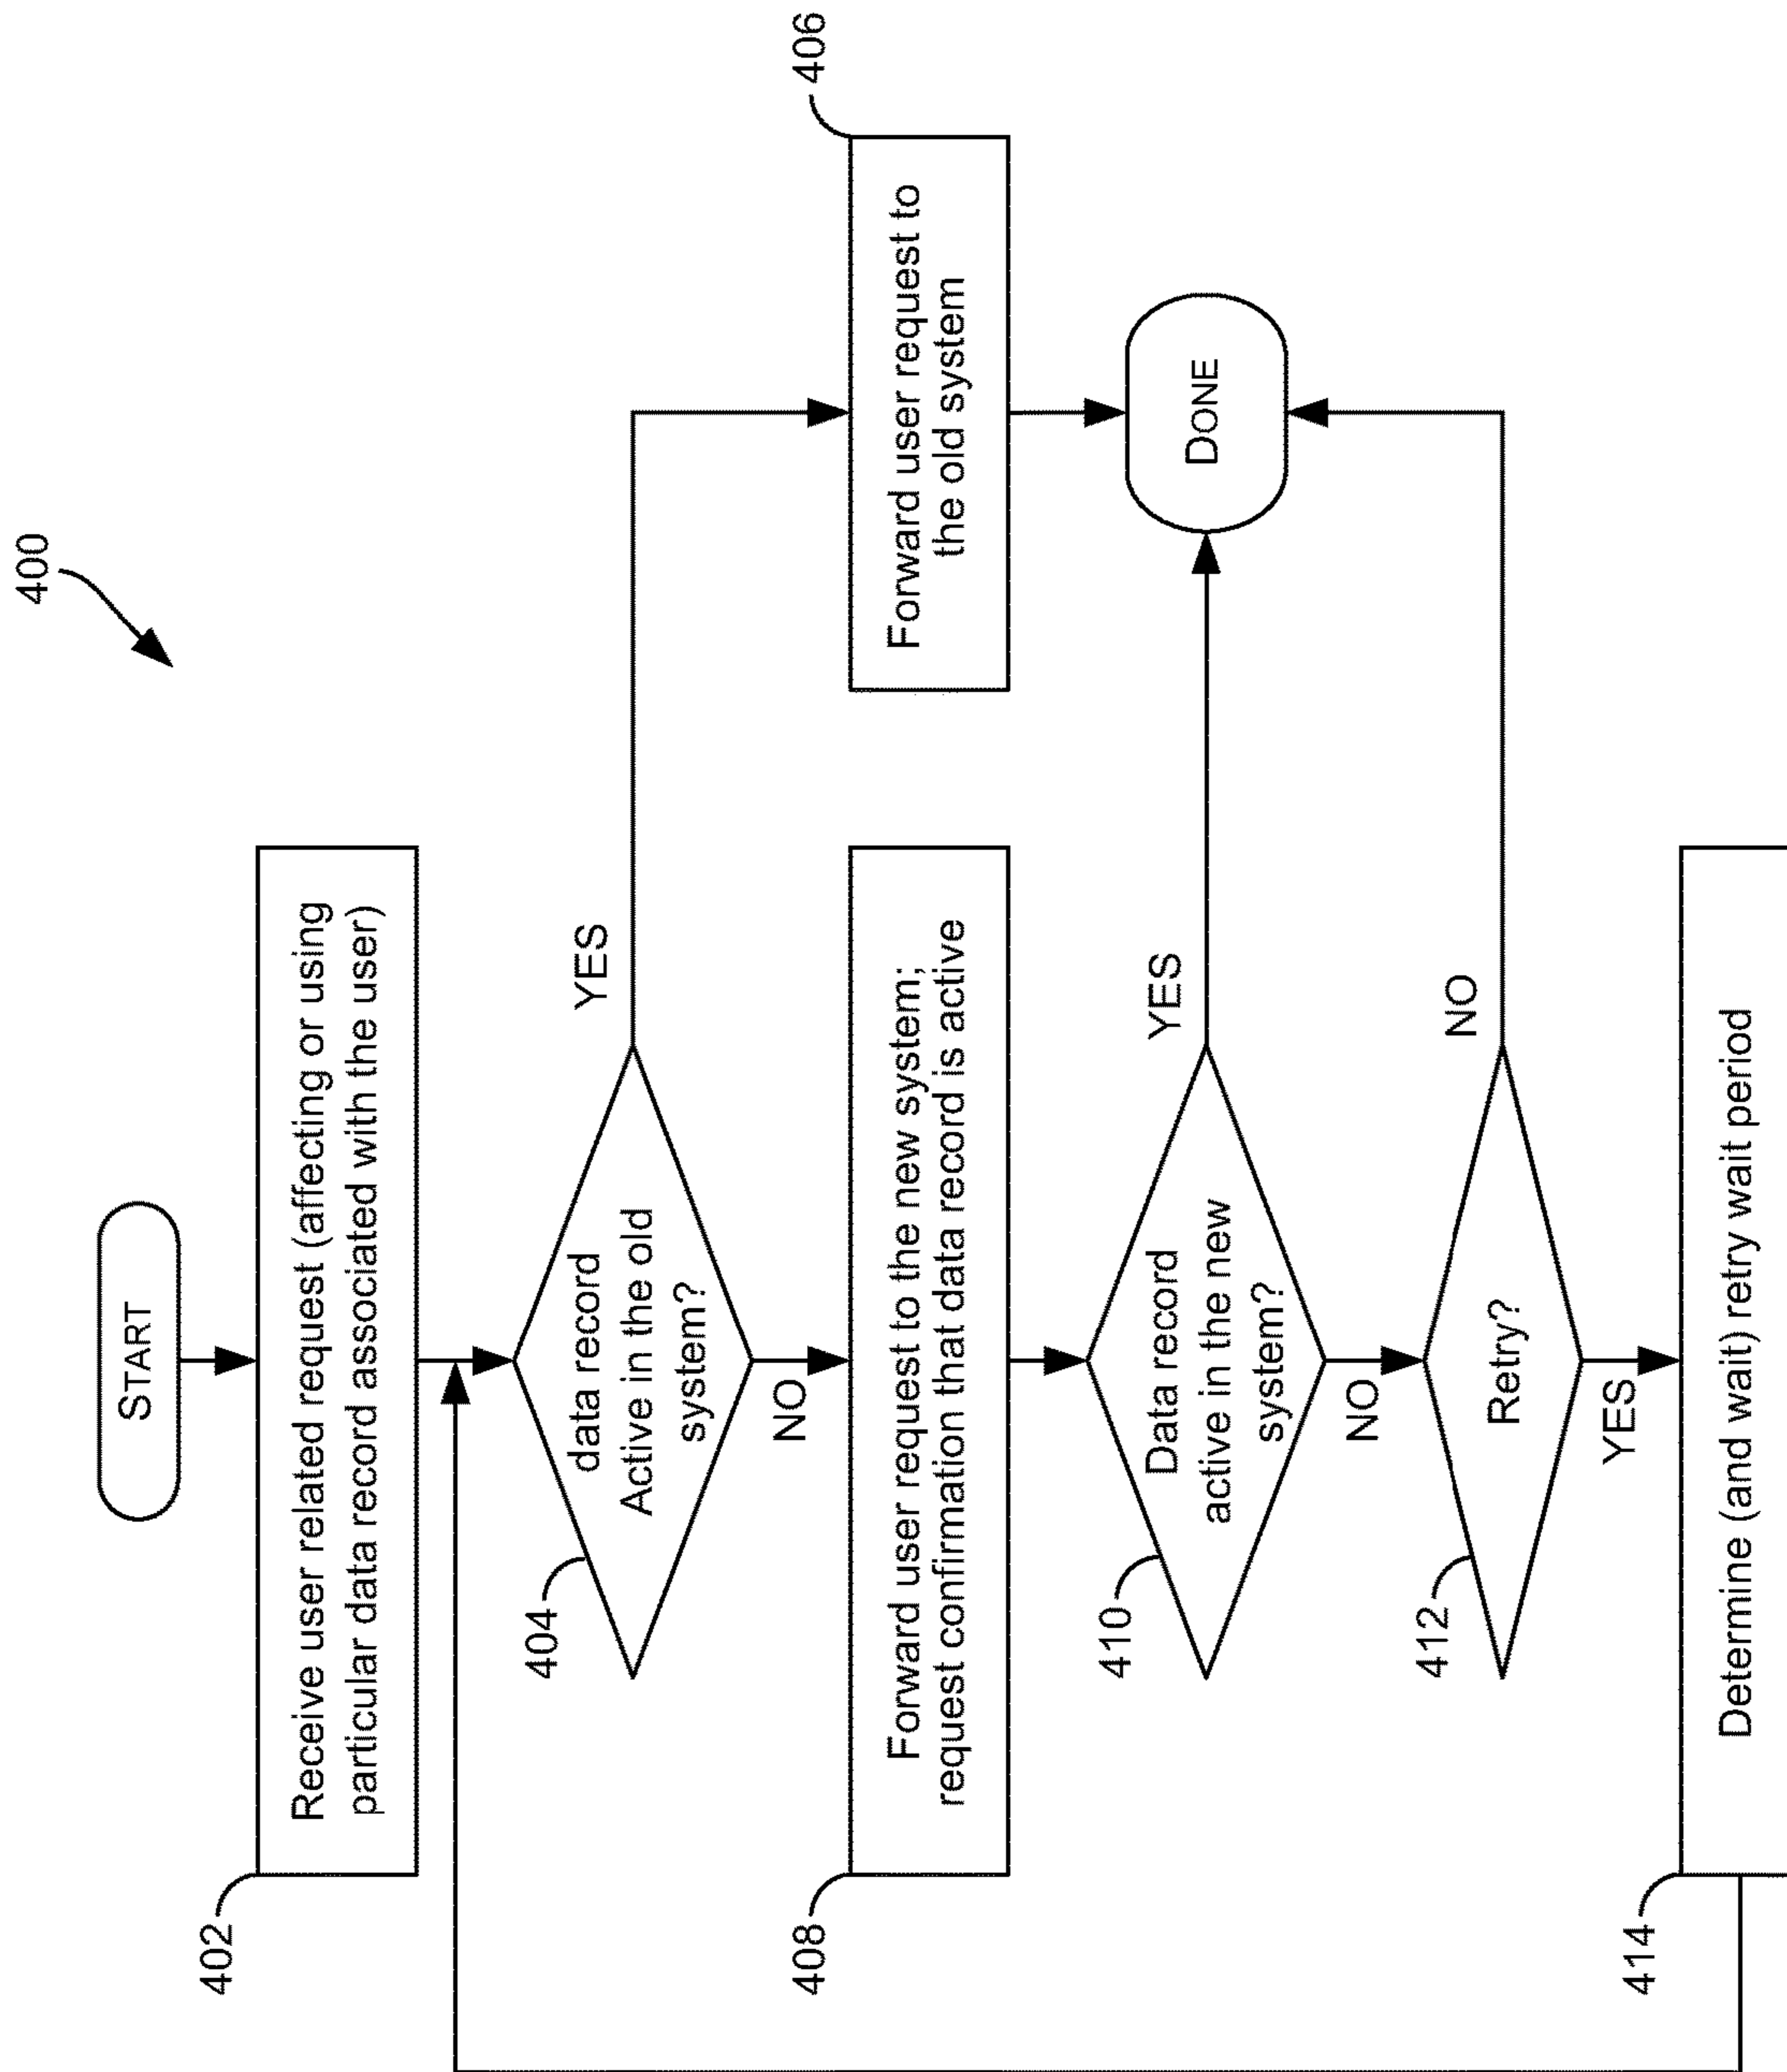 400
START
402
Receive user related request (affecting or using
particular data record associated with the user)
404
data record
Active in the old
system?
YES
NO
406
Forward user request to
the old system
408
Forward user request to the new system;
request confirmation that data record is active
DONE
410
Data record
active in the new
system?
YES
NO
412
Retry?
NO
YES
414
Determine (and wait) retry wait period